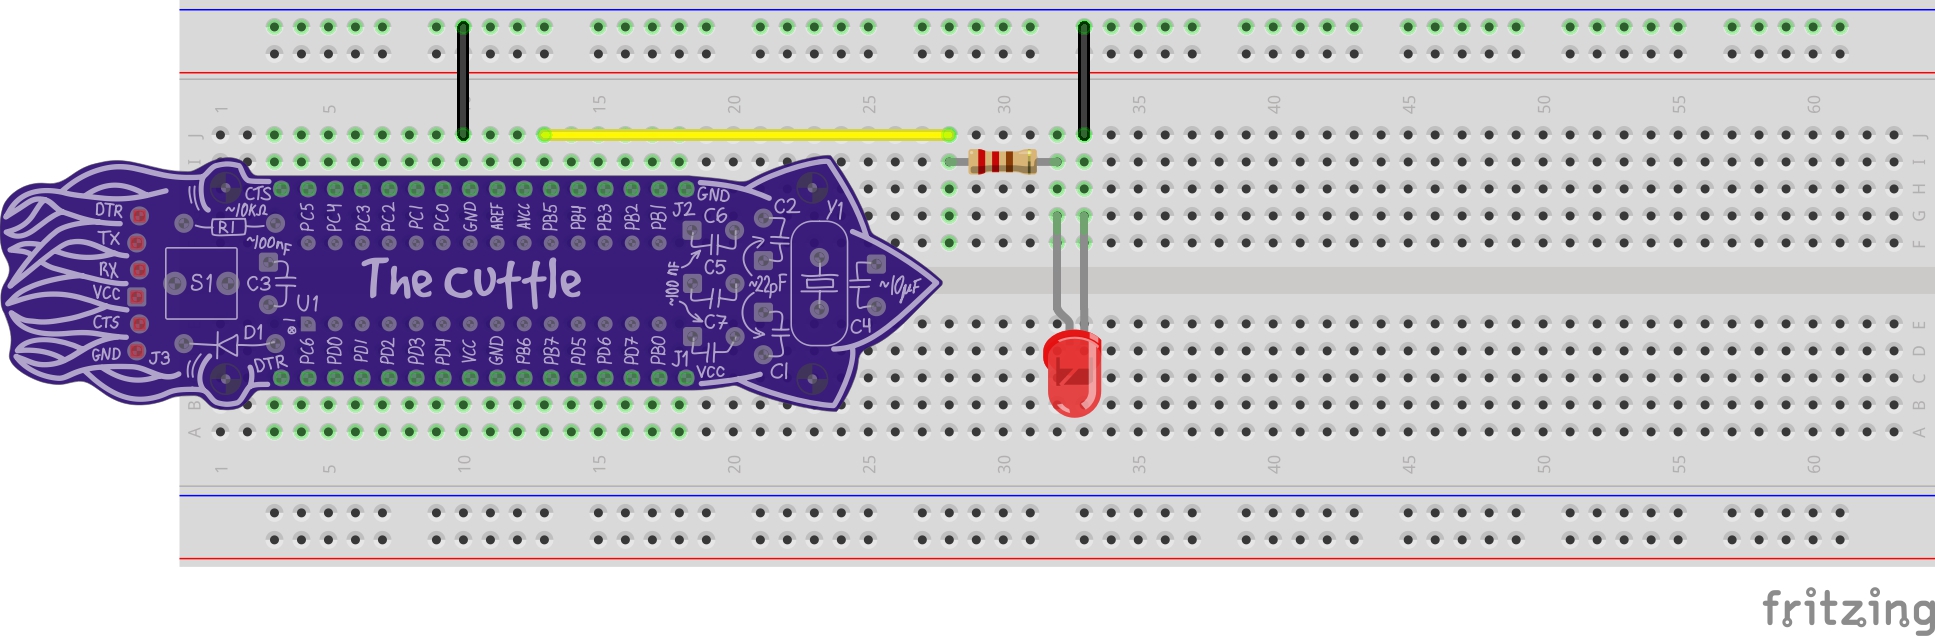 1 5 10 15 20 25 30 35 40 45 50 55 60
J J
I I
H
G
F
CTS PC5 PC4 PC3 PC2 PC1 PC0 GND AREF AVCC PB5 PB4 PB3 PB2 PB1 J2 GND
DTR ~10KΩ C6 C2 Y1
TX R1
~100nF
RX S1 C3 The Cuttle ~100nF C5 ~22pF ~10µF
VCC U1
CTS D1 1 C7 C4 E
GND J3 DTR PC6 PD0 PD1 PD2 PD3 PD4 VCC GND PB6 PB7 PD5 PD6 PD7 PB0 J1 VCC C1 D
C
B B
A A
1 5 10 15 20 25 30 35 40 45 50 55 60
fritzing